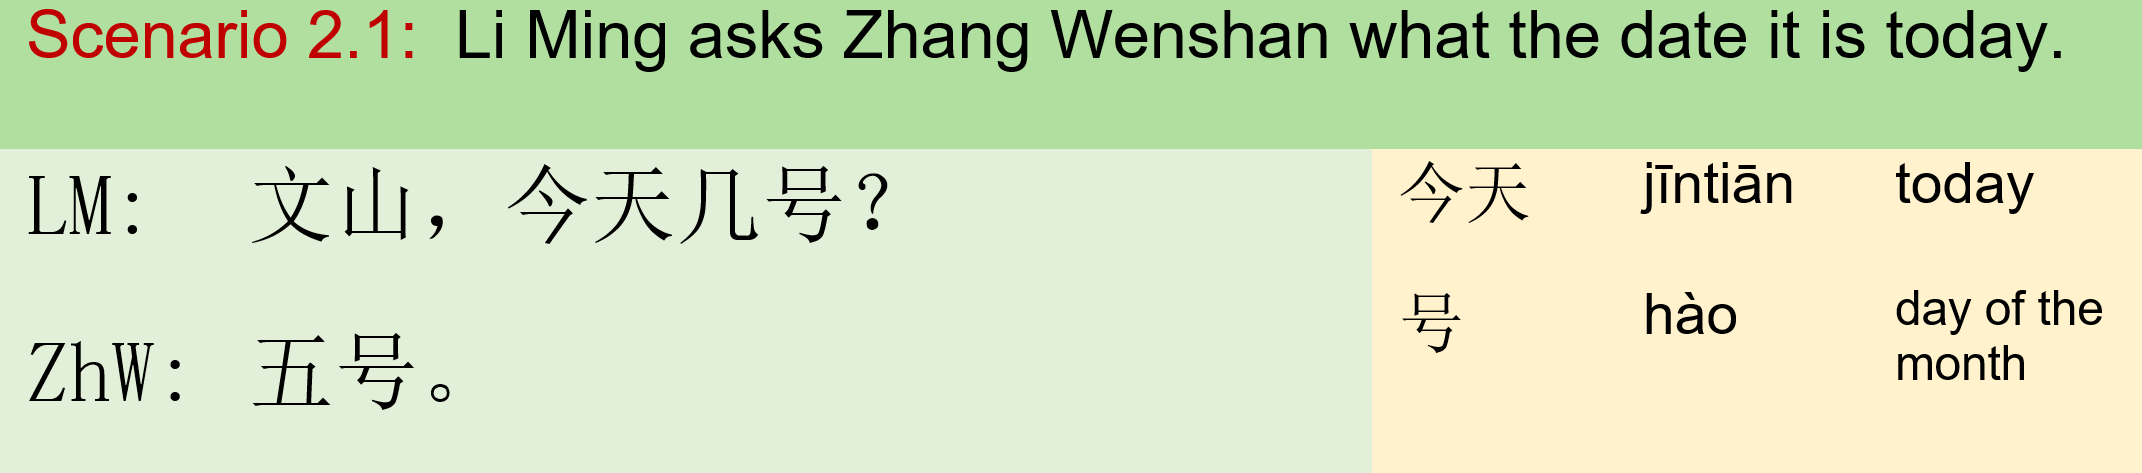 Scenario 2.1: Li Ming asks Zhang Wenshan what the date it is today.
LM: 文山，今天几号？
ZhW: 五号。
今天 jīntiān today
号 hào day of the
month